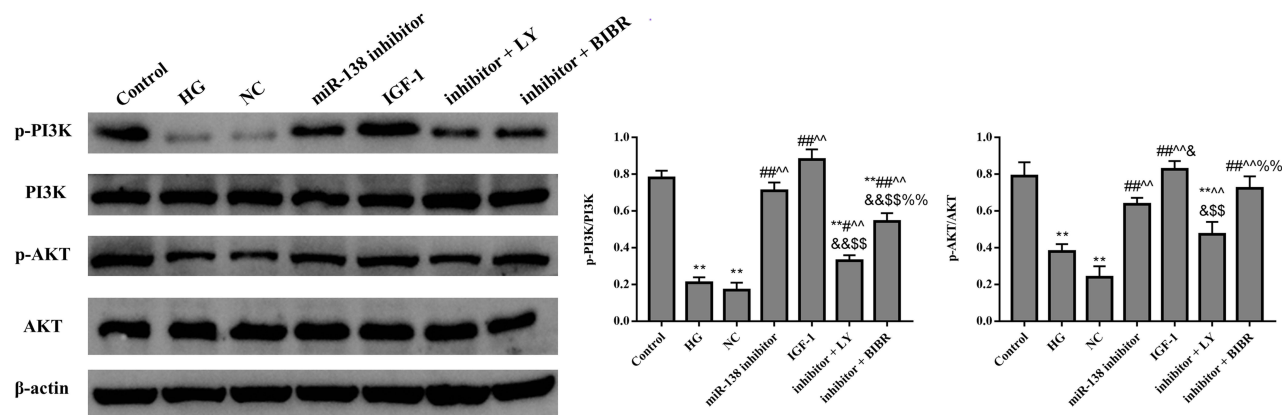 Control
HG
NC
miR-138 inhibitor
IGF-1
inhibitor + LY
inhibitor + BIBR
p-PI3K
PI3K
p-AKT
AKT
β-actin
p-PI3K/PI3K
1.0
0.8
0.6
0.4
0.2
0.0
**
**
##^^
##^^
**#^^
&&$$
**##^^
&&$$%%
Control
HG
NC
miR-138 inhibitor
IGF-1
inhibitor + LY
inhibitor + BIBR
p-AKT/AKT
1.0
0.8
0.6
0.4
0.2
0.0
**
**
##^^
##^^&
**^^
&$$
##^^%%
Control
HG
NC
miR-138 inhibitor
IGF-1
inhibitor + LY
inhibitor + BIBR